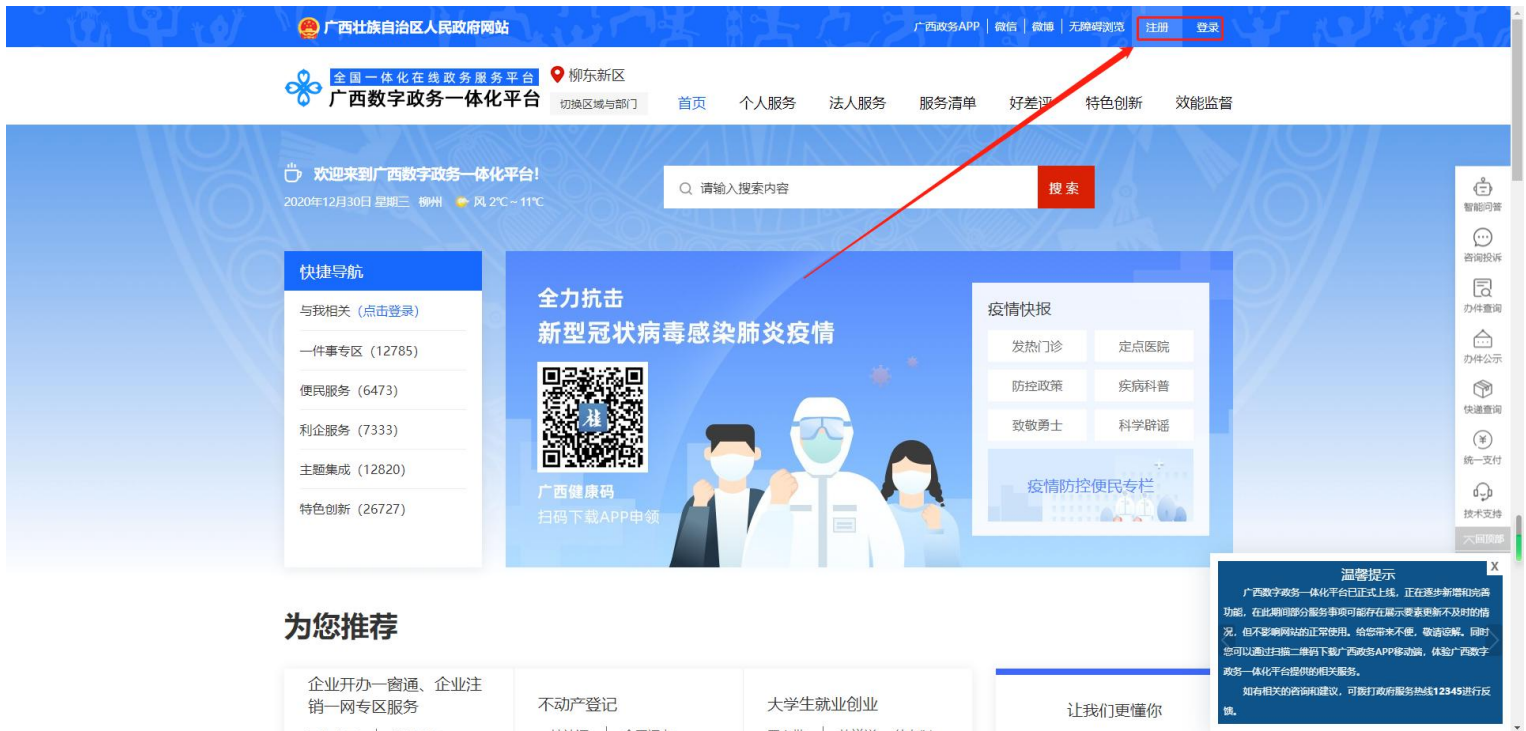 广西壮族自治区人民政府网站
广西政务APP 微信 微博 无障碍浏览 注册 登录
全国一体化在线政务服务平台
广西数字政务一体化平台
柳东新区
切换区域与部门
首页 个人服务 法人服务 服务清单 好差评 特色创新 效能监督
欢迎来到广西数字政务一体化平台!
2020年12月30日 星期三 柳州 风 2℃~11℃
请输入搜索内容
搜索
快捷导航
与我相关 (点击登录)
一件事专区 (12785)
便民服务 (6473)
利企服务 (7333)
主题集成 (12820)
特色创新 (26727)
全力抗击
新型冠状病毒感染肺炎疫情
桂
广西健康码
扫码下载APP申领
疫情快报
发热门诊 定点医院
防控政策 疾病科普
致敬勇士 科学辟谣
疫情防控便民专栏
智能问答
咨询投诉
办件查询
办件公示
快递查询
统一支付
技术支持
回顶部
温馨提示
X
广西数字政务一体化平台已正式上线，正在逐步新增和完善
功能，在此期间部分服务事项可能存在展示要素更新不及时的情
况，但不影响网站的正常使用。给您带来不便，敬请谅解。同时
您可以通过扫描二维码下载广西政务APP移动端，体验广西数字
政务一体化平台提供的相关服务。
如有相关的咨询和建议，可拨打政府服务热线12345进行反
馈。
为您推荐
企业开办一窗通、企业注
销一网专区服务
不动产登记
大学生就业创业
让我们更懂你